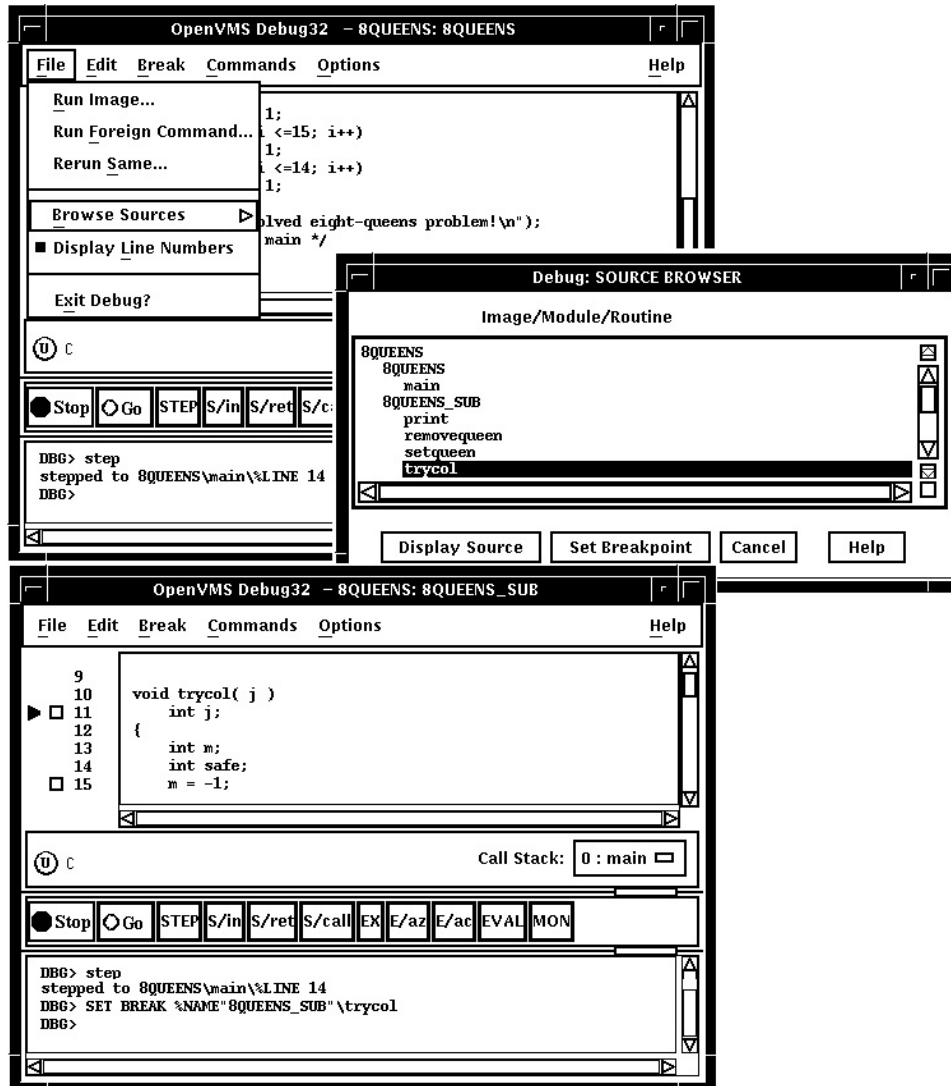 OpenVMS Debug32 – 8QUEENS: 8QUEENS
File Edit Break Commands Options Help
Run Image...
Run Foreign Command...
Rerun Same...
Browse Sources
Display Line Numbers
Exit Debug?
1;
i <=15; i++)
1;
i <=14; i++)
1;
olved eight-queens problem!\n");
main */
U C
Stop Go STEP S/in S/ret S/c
DBG> step
stepped to 8QUEENS\main\%LINE 14
DBG>
Debug: SOURCE BROWSER
Image/Module/Routine
8QUEENS
8QUEENS
main
8QUEENS_SUB
print
removequeen
setqueen
trycol
Display Source Set Breakpoint Cancel Help
OpenVMS Debug32 – 8QUEENS: 8QUEENS_SUB
File Edit Break Commands Options Help
9
10 void trycol( j )
11 int j;
12 {
13 int m;
14 int safe;
15 m = -1;
U C Call Stack: 0 : main
Stop Go STEP S/in S/ret S/call EX E/az E/ac EVAL MON
DBG> step
stepped to 8QUEENS\main\%LINE 14
DBG> SET BREAK %NAME"8QUEENS_SUB"\trycol
DBG>